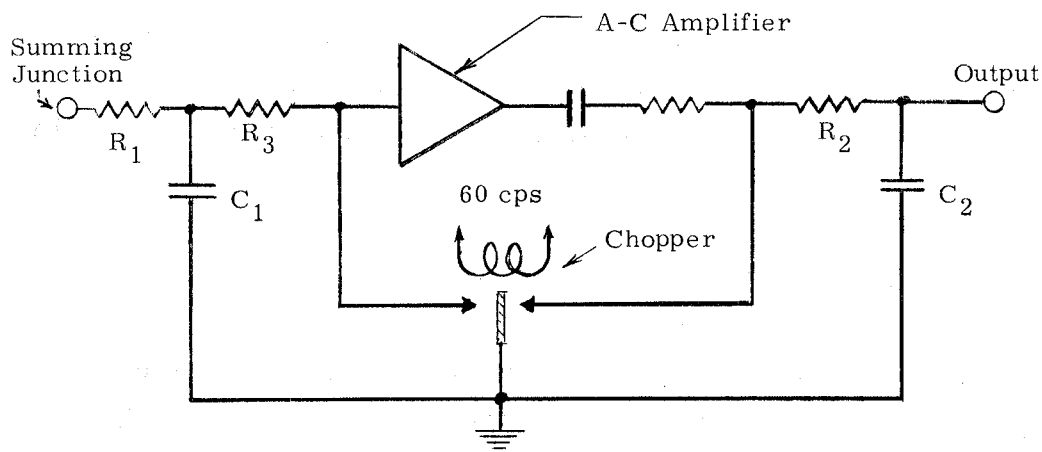 A-C Amplifier
Summing
Junction
Output
R1
R3
R2
C1
60 cps
C2
Chopper